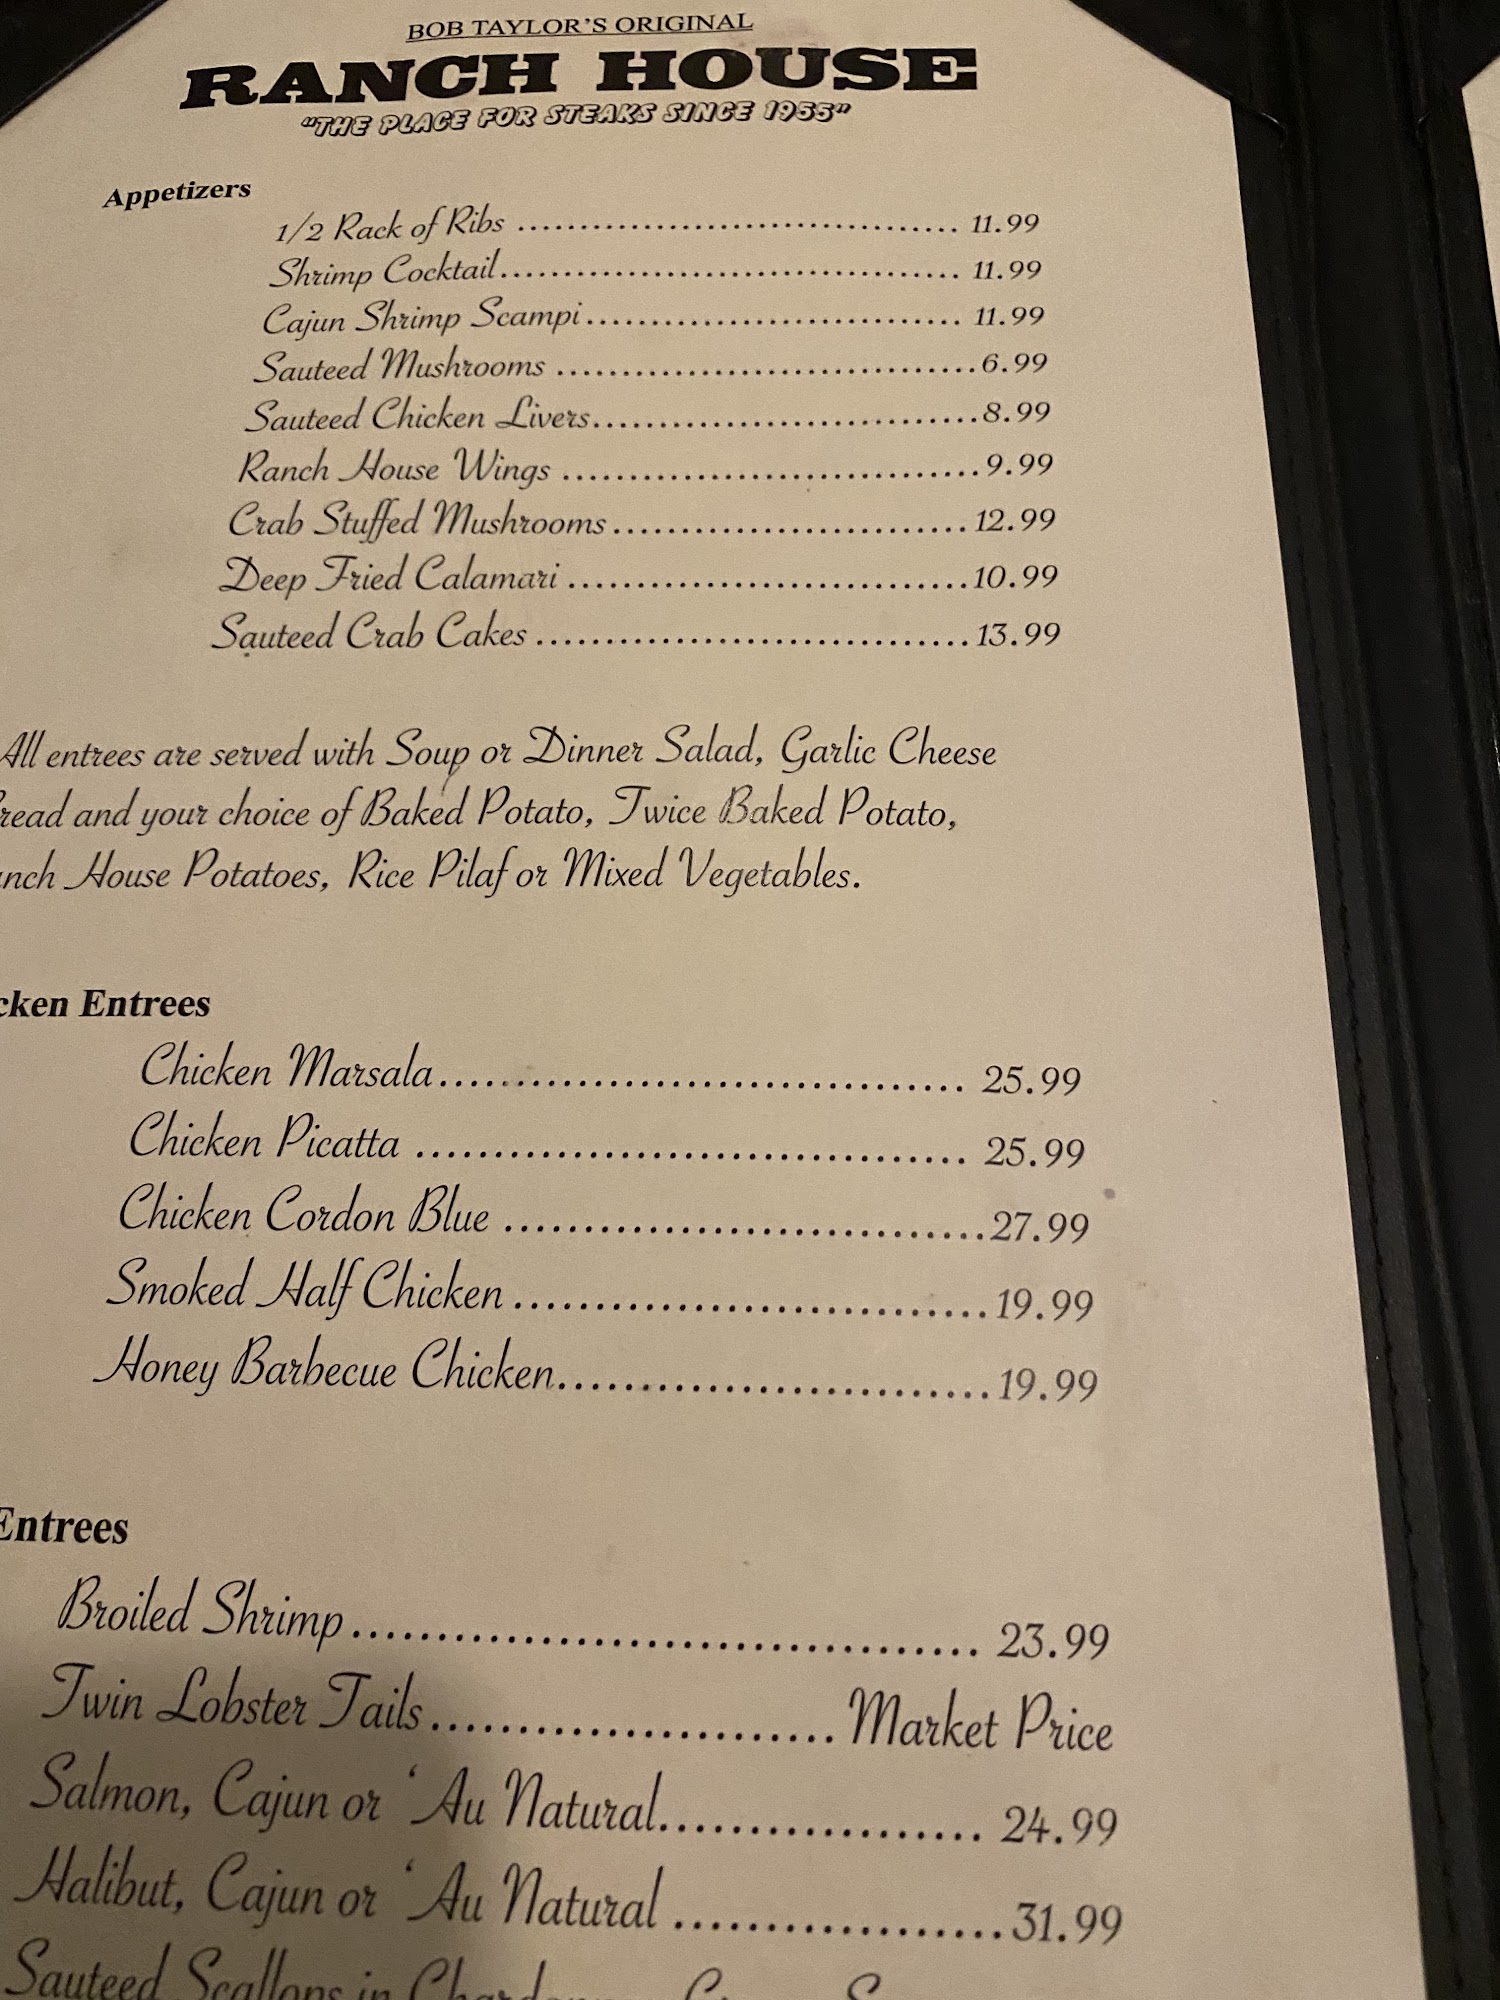 BOB TAYLOR'S ORIGINAL
RANCH HOUSE
"THE PLACE FOR STEAKS SINCE 1955"
Appetizers
1/2 Rack of Ribs ................................... 11.99
Shrimp Cocktail................................... 11.99
Cajun Shrimp Scampi............................. 11.99
Sauteed Mushrooms ................................6.99
Sauteed Chicken Livers.............................8.99
Ranch House Wings ...............................9.99
Crab Stuffed Mushrooms...........................12.99
Deep Fried Calamari ..............................10.99
Sauteed Crab Cakes ................................13.99
All entrees are served with Soup or Dinner Salad, Garlic Cheese
read and your choice of Baked Potato, Twice Baked Potato,
nch House Potatoes, Rice Pilaf or Mixed Vegetables.
cken Entrees
Chicken Marsala.................................. 25.99
Chicken Picatta ................................... 25.99
Chicken Cordon Blue ..............................27.99
Smoked Half Chicken ..............................19.99
Honey Barbecue Chicken...........................19.99
Entrees
Broiled Shrimp .................................... 23.99
Twin Lobster Tails........................Market Price
Salmon, Cajun or 'Au Natural................... 24.99
Halibut, Cajun or 'Au Natural ....................31.99
Sauteed Scallops in